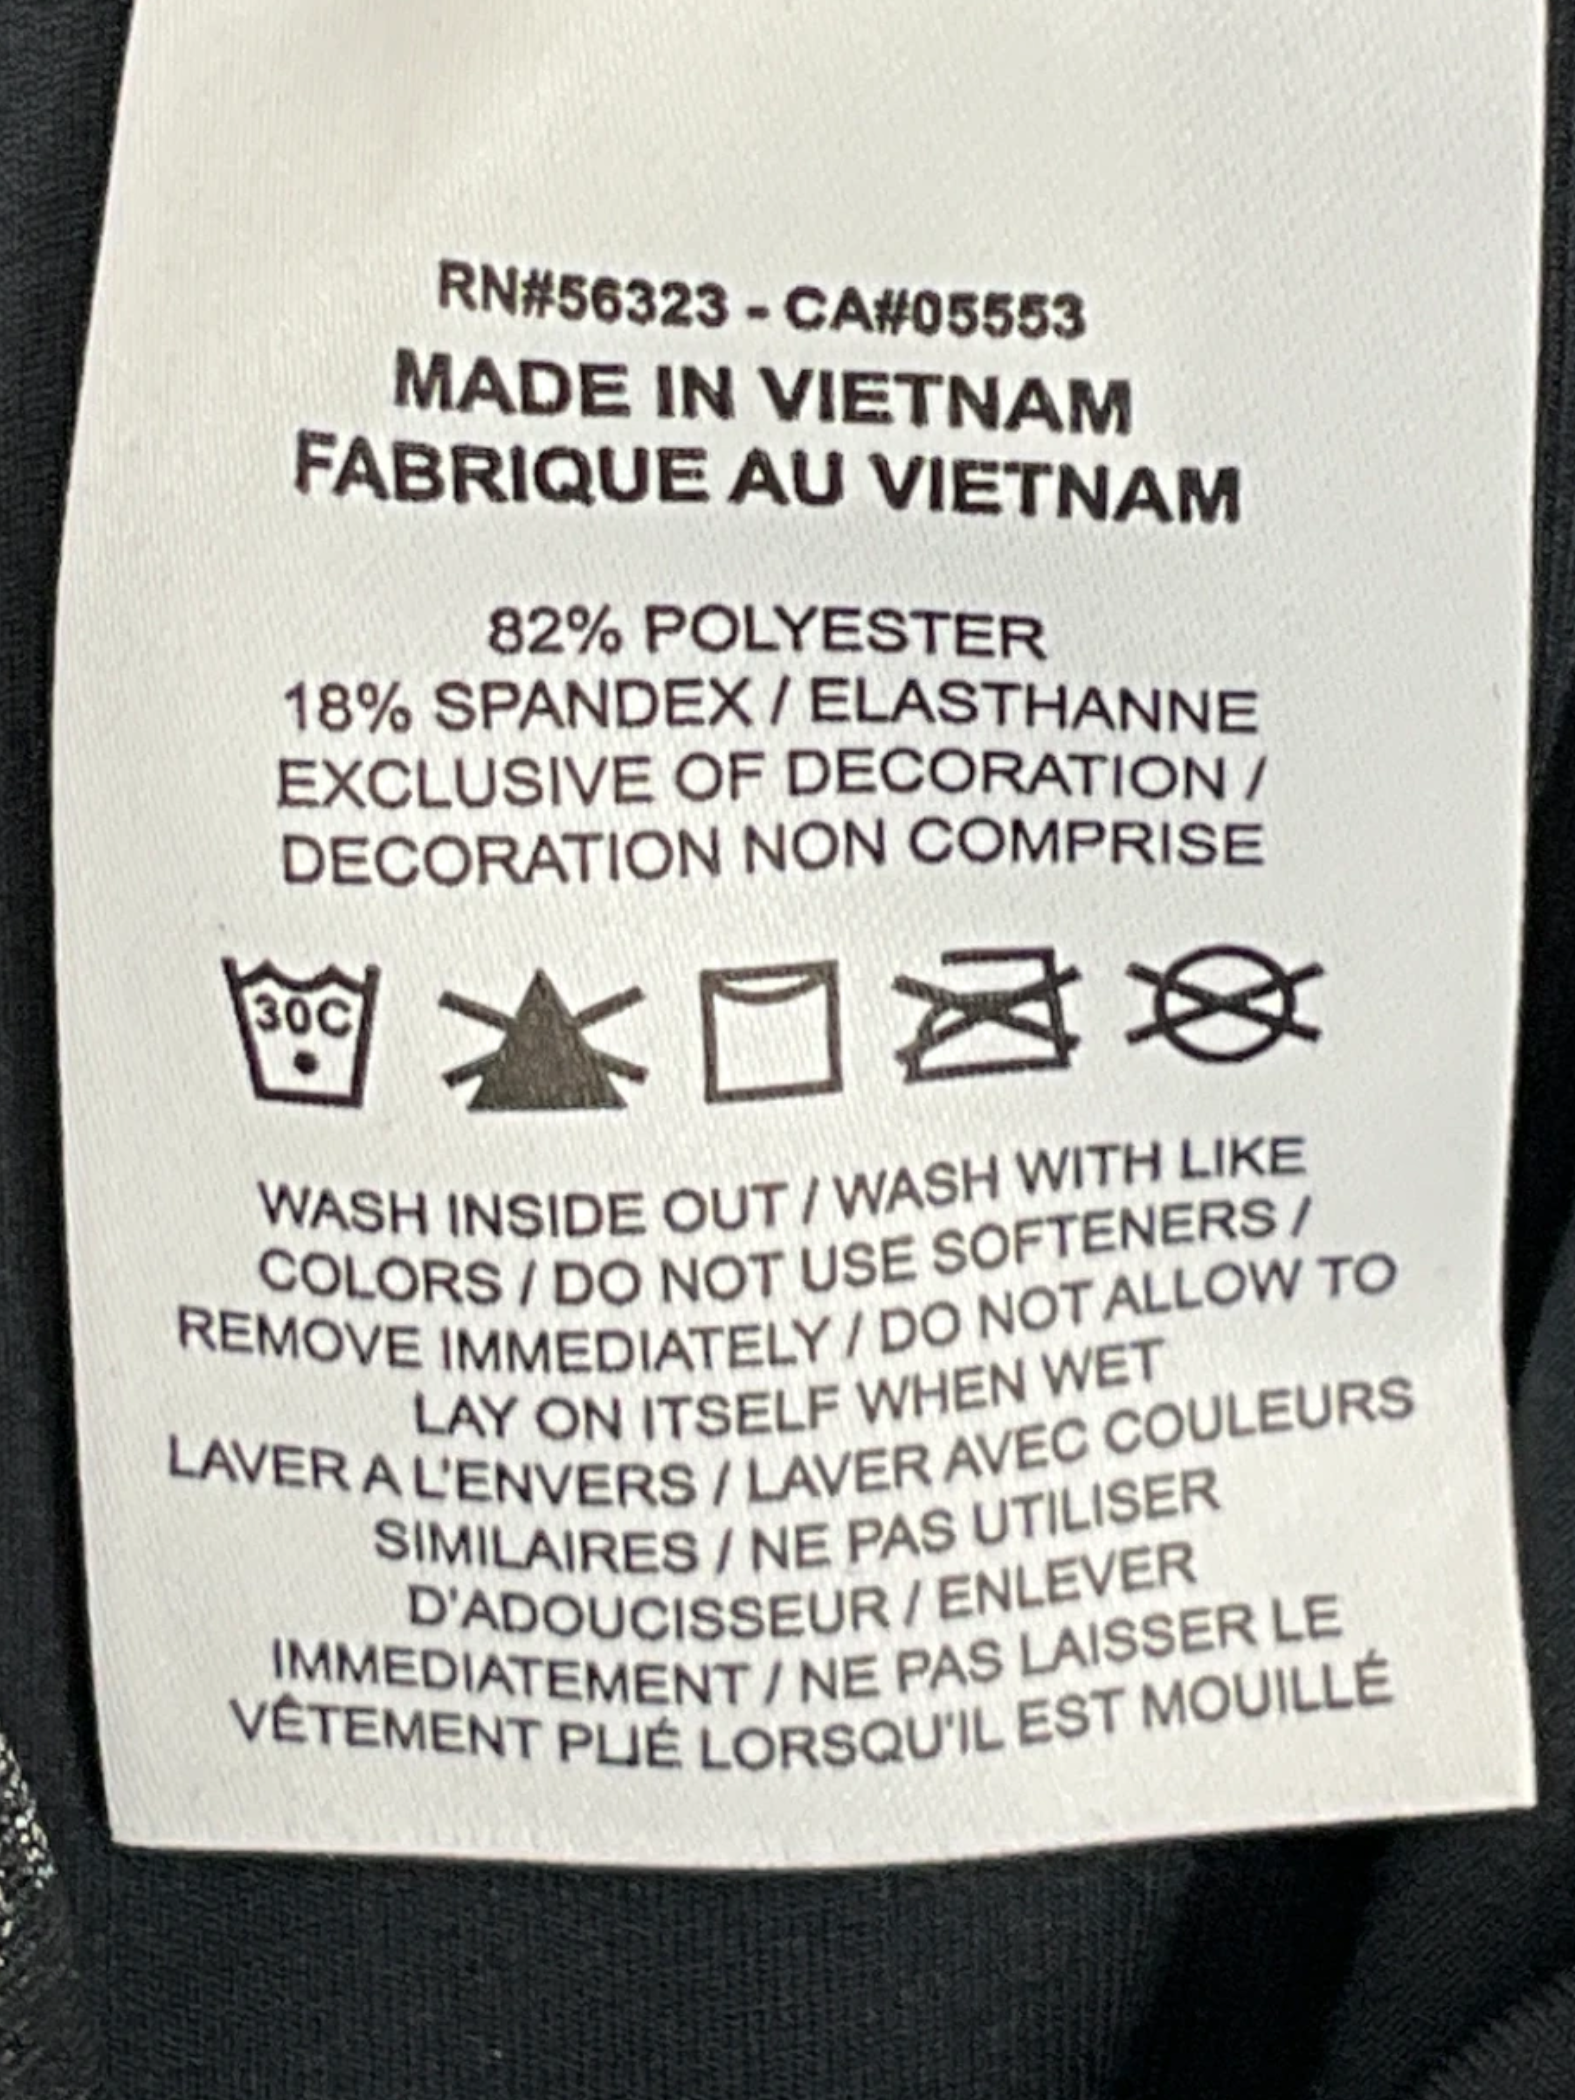 RN#56323 - CA#05553
MADE IN VIETNAM
FABRIQUE AU VIETNAM
82% POLYESTER
18% SPANDEX / ELASTHANNE
EXCLUSIVE OF DECORATION /
DECORATION NON COMPRISE
30C
WASH INSIDE OUT / WASH WITH LIKE
COLORS / DO NOT USE SOFTENERS /
REMOVE IMMEDIATELY / DO NOT ALLOW TO
LAY ON ITSELF WHEN WET
LAVER A L'ENVERS / LAVER AVEC COULEURS
SIMILAIRES / NE PAS UTILISER
D'ADOUCISSEUR / ENLEVER
IMMEDIATEMENT / NE PAS LAISSER LE
VÊTEMENT PLIÉ LORSQU'IL EST MOUILLÉ